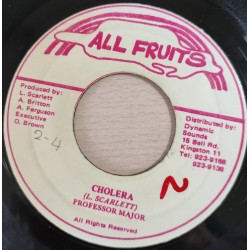 ALL FRUITS
Produced by:
L. Scarlett
A. Britton
A. Ferguson
Executive
D. Brown
2-4
Distributed By:
Dynamic
Sounds
15 Bell Rd.
Kingston 11
Tel: 923-9168
923-9138
CHOLERA
(L. SCARLETT)
PROFESSOR MAJOR
All Rights Reserved